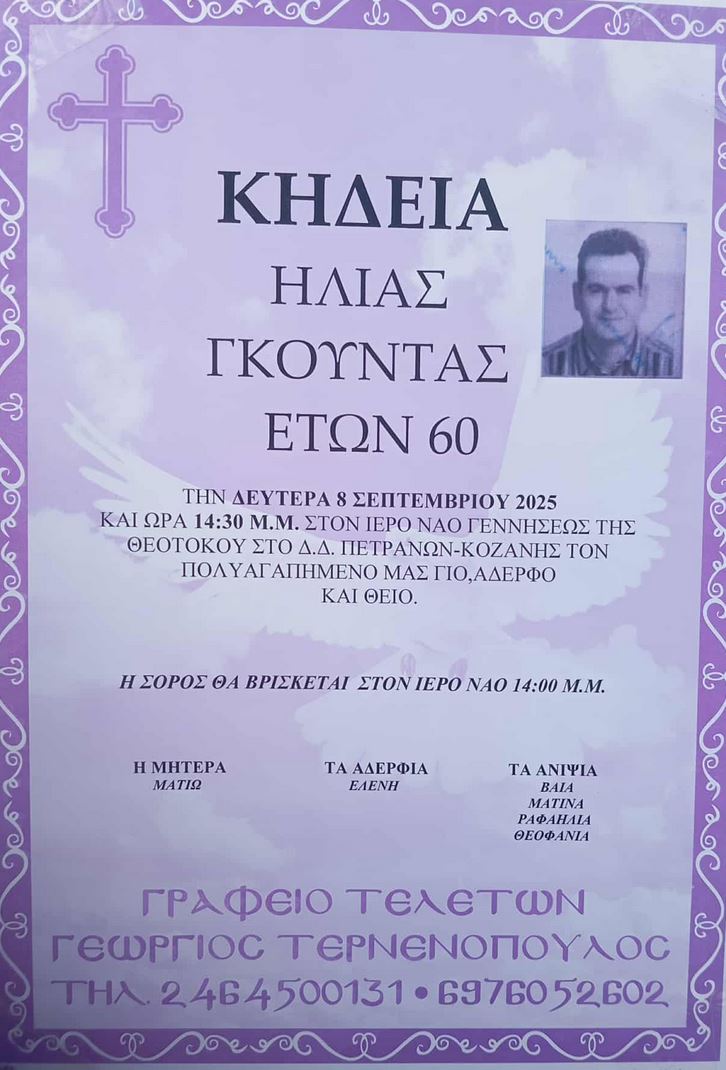 ΚΗΔΕΙΑ
ΗΛΙΑΣ
ΓΚΟΥΝΤΑΣ
ΕΤΩΝ 60
ΤΗΝ ΔΕΥΤΕΡΑ 8 ΣΕΠΤΕΜΒΡΙΟΥ 2025
ΚΑΙ ΩΡΑ 14:30 Μ.Μ. ΣΤΟΝ ΙΕΡΟ ΝΑΟ ΓΕΝΝΗΣΕΩΣ ΤΗΣ
ΘΕΟΤΟΚΟΥ ΣΤΟ Δ.Δ. ΠΕΤΡΑΝΩΝ-ΚΟΖΑΝΗΣ ΤΟΝ
ΠΟΛΥΑΓΑΠΗΜΕΝΟ ΜΑΣ ΓΙΟ,ΑΔΕΡΦΟ
ΚΑΙ ΘΕΙΟ.
Η ΣΟΡΟΣ ΘΑ ΒΡΙΣΚΕΤΑΙ ΣΤΟΝ ΙΕΡΟ ΝΑΟ 14:00 Μ.Μ.
Η ΜΗΤΕΡΑ
ΜΑΤΙΩ
ΤΑ ΑΔΕΡΦΙΑ
ΕΛΕΝΗ
ΤΑ ΑΝΙΨΙΑ
ΒΑΙΑ
ΜΑΤΙΝΑ
ΡΑΦΑΗΛΙΑ
ΘΕΟΦΑΝΙΑ
ΓΡΑΦΕΙΟ ΤΕΛΕΤΩΝ
ΓΕΩΡΓΙΟΣ ΤΕΡΝΕΝΟΠΟΥΛΟΣ
ΤΗΛ. 2464500131 • 6976052602